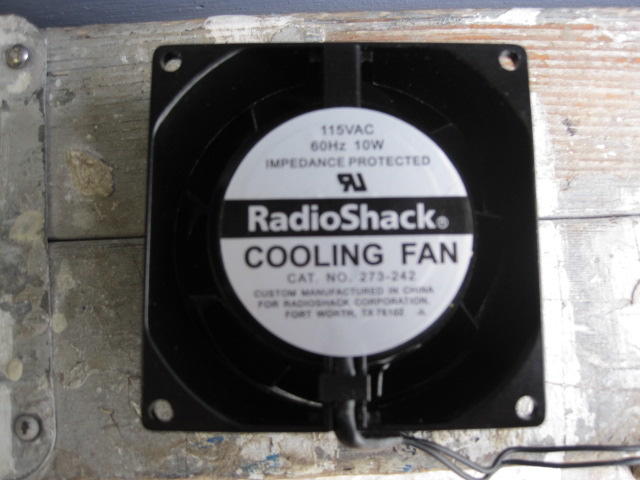 115VAC
60Hz 10W
IMPEDANCE PROTECTED
RadioShack®
COOLING FAN
CAT. NO. 273-242
CUSTOM MANUFACTURED IN CHINA
FOR RADIOSHACK CORPORATION,
FORT WORTH, TX 76102